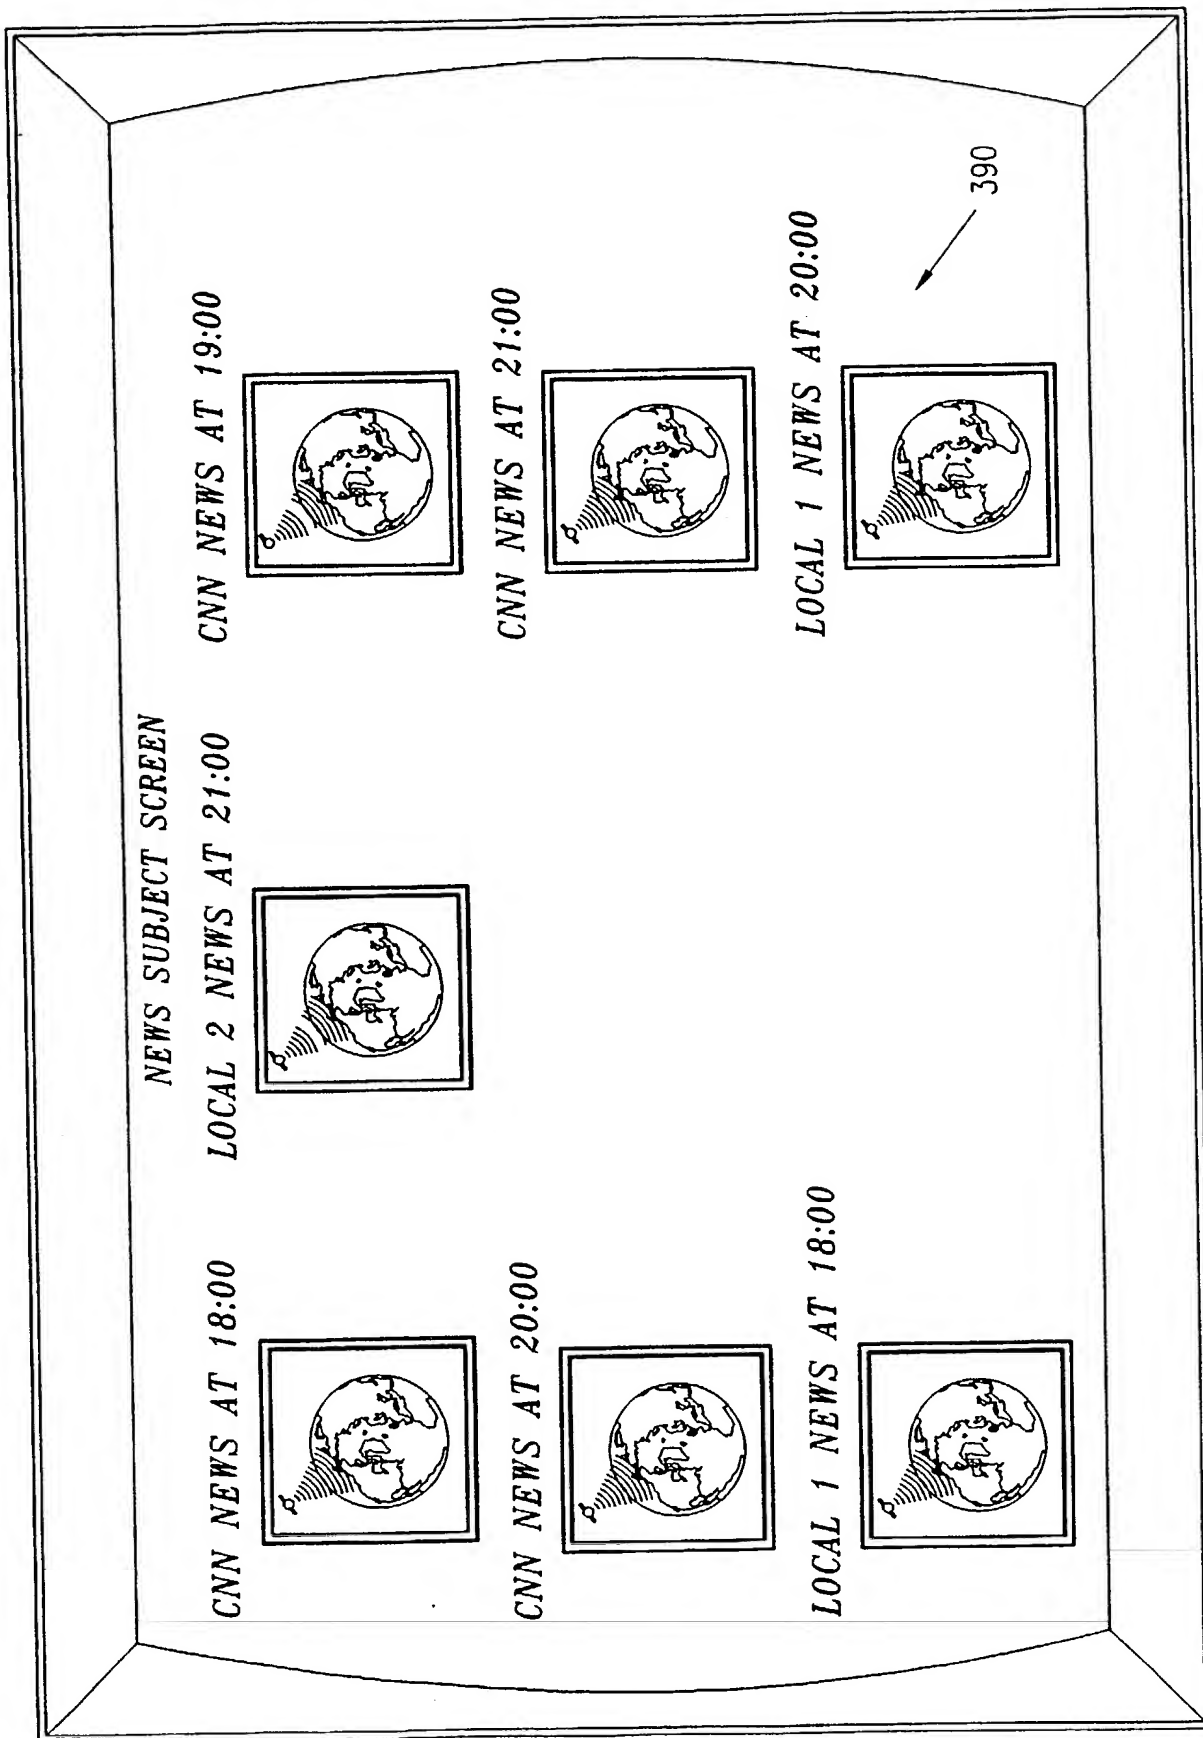 NEWS SUBJECT SCREEN
CNN NEWS AT 18:00
LOCAL 2 NEWS AT 21:00
CNN NEWS AT 19:00
CNN NEWS AT 20:00
CNN NEWS AT 21:00
LOCAL 1 NEWS AT 18:00
LOCAL 1 NEWS AT 20:00
390